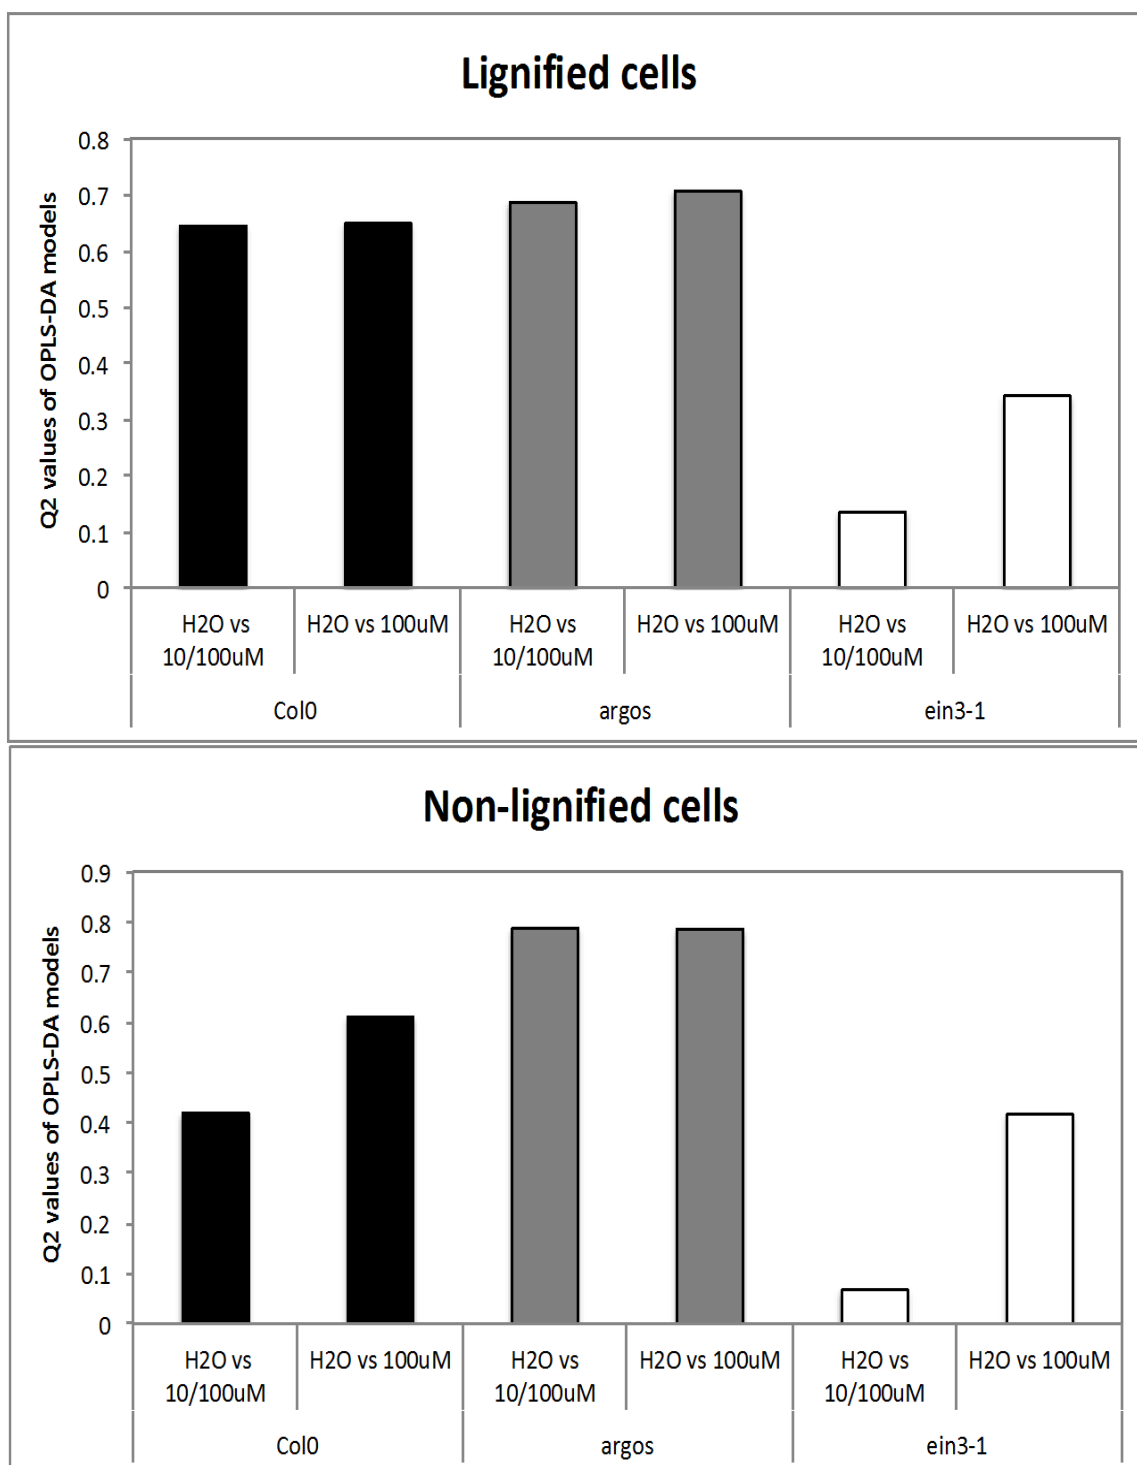 Lignified cells
Q2 values of OPLS-DA models
0.8
0.7
0.6
0.5
0.4
0.3
0.2
0.1
0
H2O vs
10/100uM
H2O vs 100uM
H2O vs
10/100uM
H2O vs 100uM
H2O vs
10/100uM
H2O vs 100uM
Col0
argos
ein3-1
Non-lignified cells
Q2 values of OPLS-DA models
0.9
0.8
0.7
0.6
0.5
0.4
0.3
0.2
0.1
0
H2O vs
10/100uM
H2O vs 100uM
H2O vs
10/100uM
H2O vs 100uM
H2O vs
10/100uM
H2O vs 100uM
Col0
argos
ein3-1